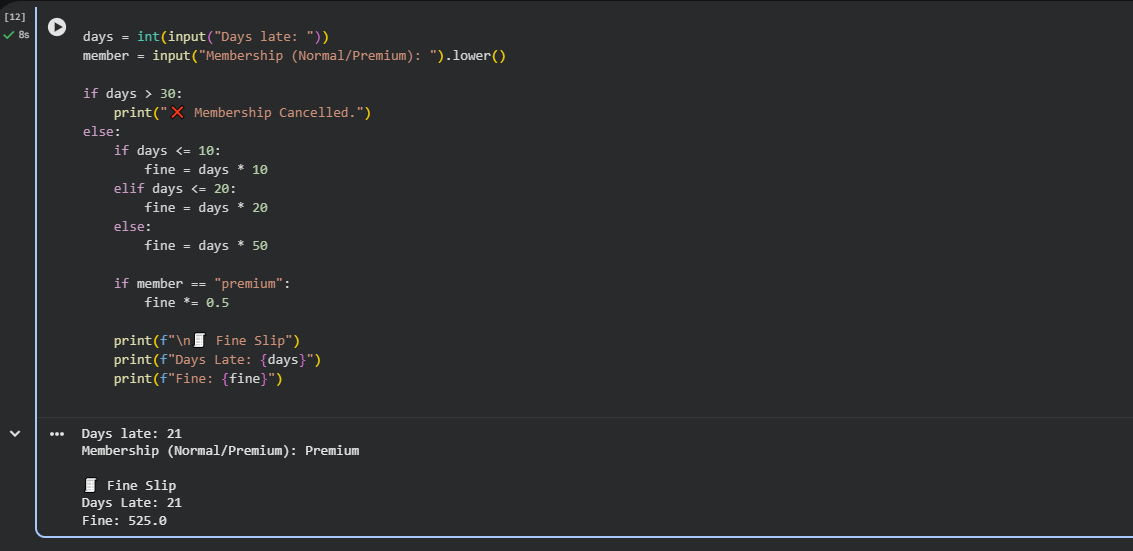 [12]
8s
days = int(input("Days late: "))
member = input("Membership (Normal/Premium): ").lower()

if days > 30:
    print("❌ Membership Cancelled.")
else:
    if days <= 10:
        fine = days * 10
    elif days <= 20:
        fine = days * 20
    else:
        fine = days * 50

    if member == "premium":
        fine *= 0.5

    print(f"\n🧾 Fine Slip")
    print(f"Days Late: {days}")
    print(f"Fine: {fine}")

Days late: 21
Membership (Normal/Premium): Premium

🧾 Fine Slip
Days Late: 21
Fine: 525.0